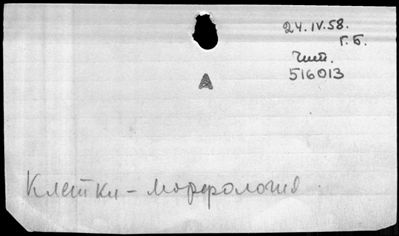 24.IV.58.
Г.Б.
Чит.
516013
А
Клетки - морфология